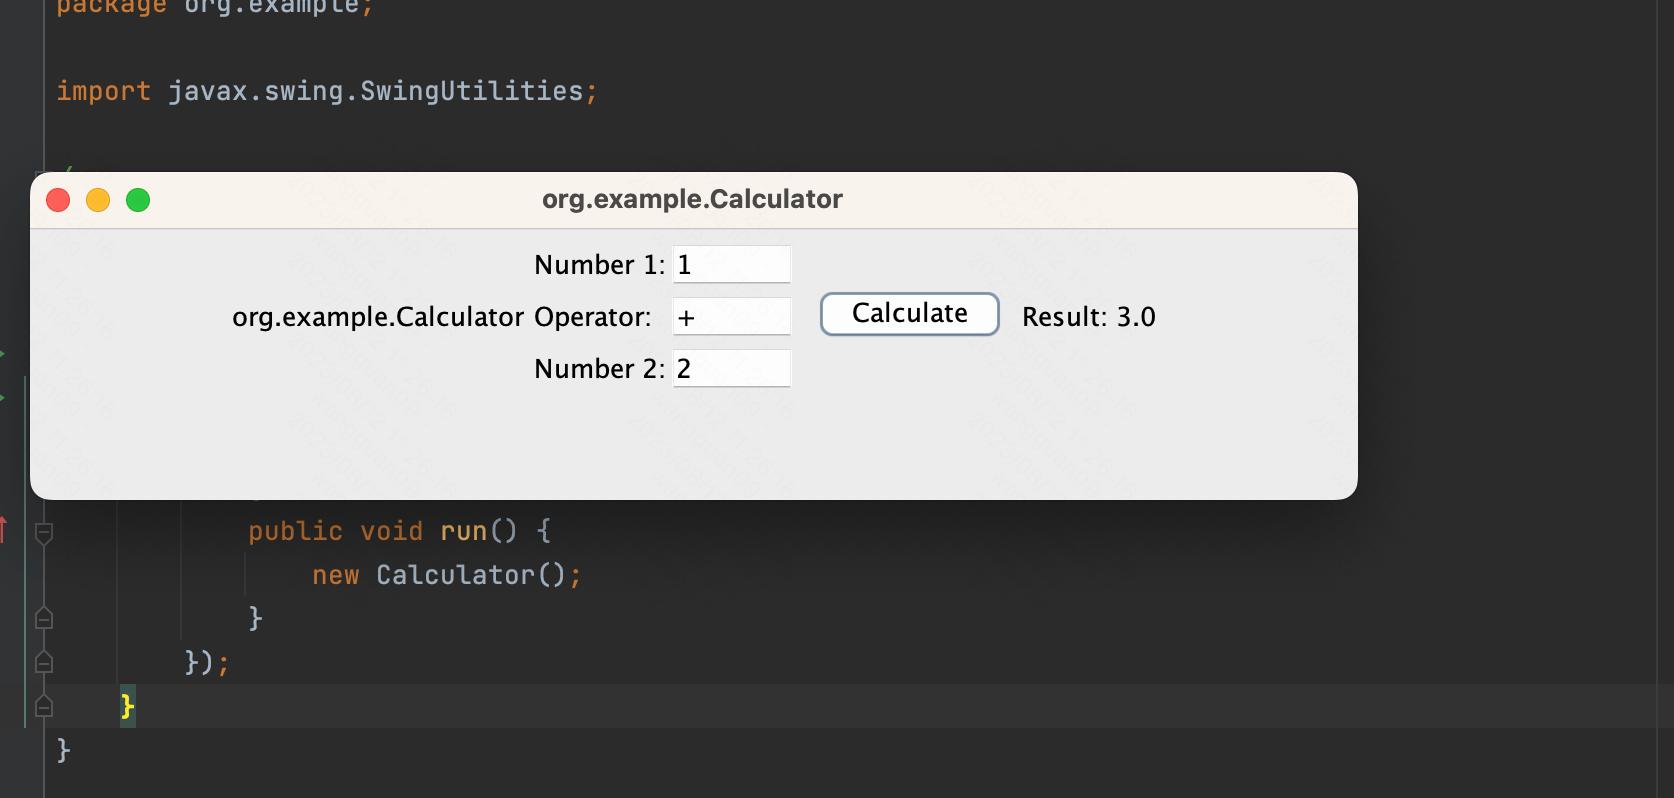 package org.example;
import javax.swing.SwingUtilities;
org.example.Calculator
Number 1: 1
org.example.Calculator Operator: + Calculate Result: 3.0
Number 2: 2
public void run() {
new Calculator();
}
});
}
}